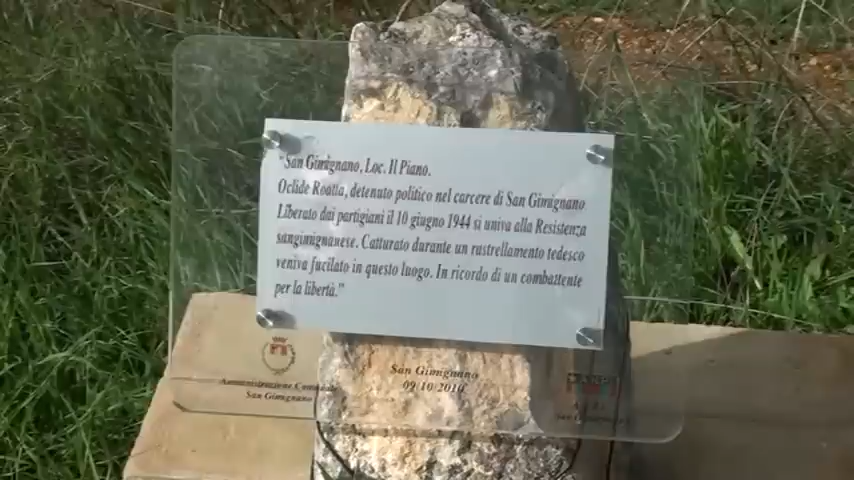 "San Gimignano, Loc. Il Piano.
Oclide Roatta, detenuto politico nel carcere di San Gimignano
Liberato dai partigiani il 10 giugno 1944 si univa alla Resistenza
sangimignanese. Catturato durante un rastrellamento tedesco
veniva fucilato in questo luogo. In ricordo di un combattente
per la libertà."
San Gimignano
09.10.2010
Amministrazione Comunale
San Gimignano